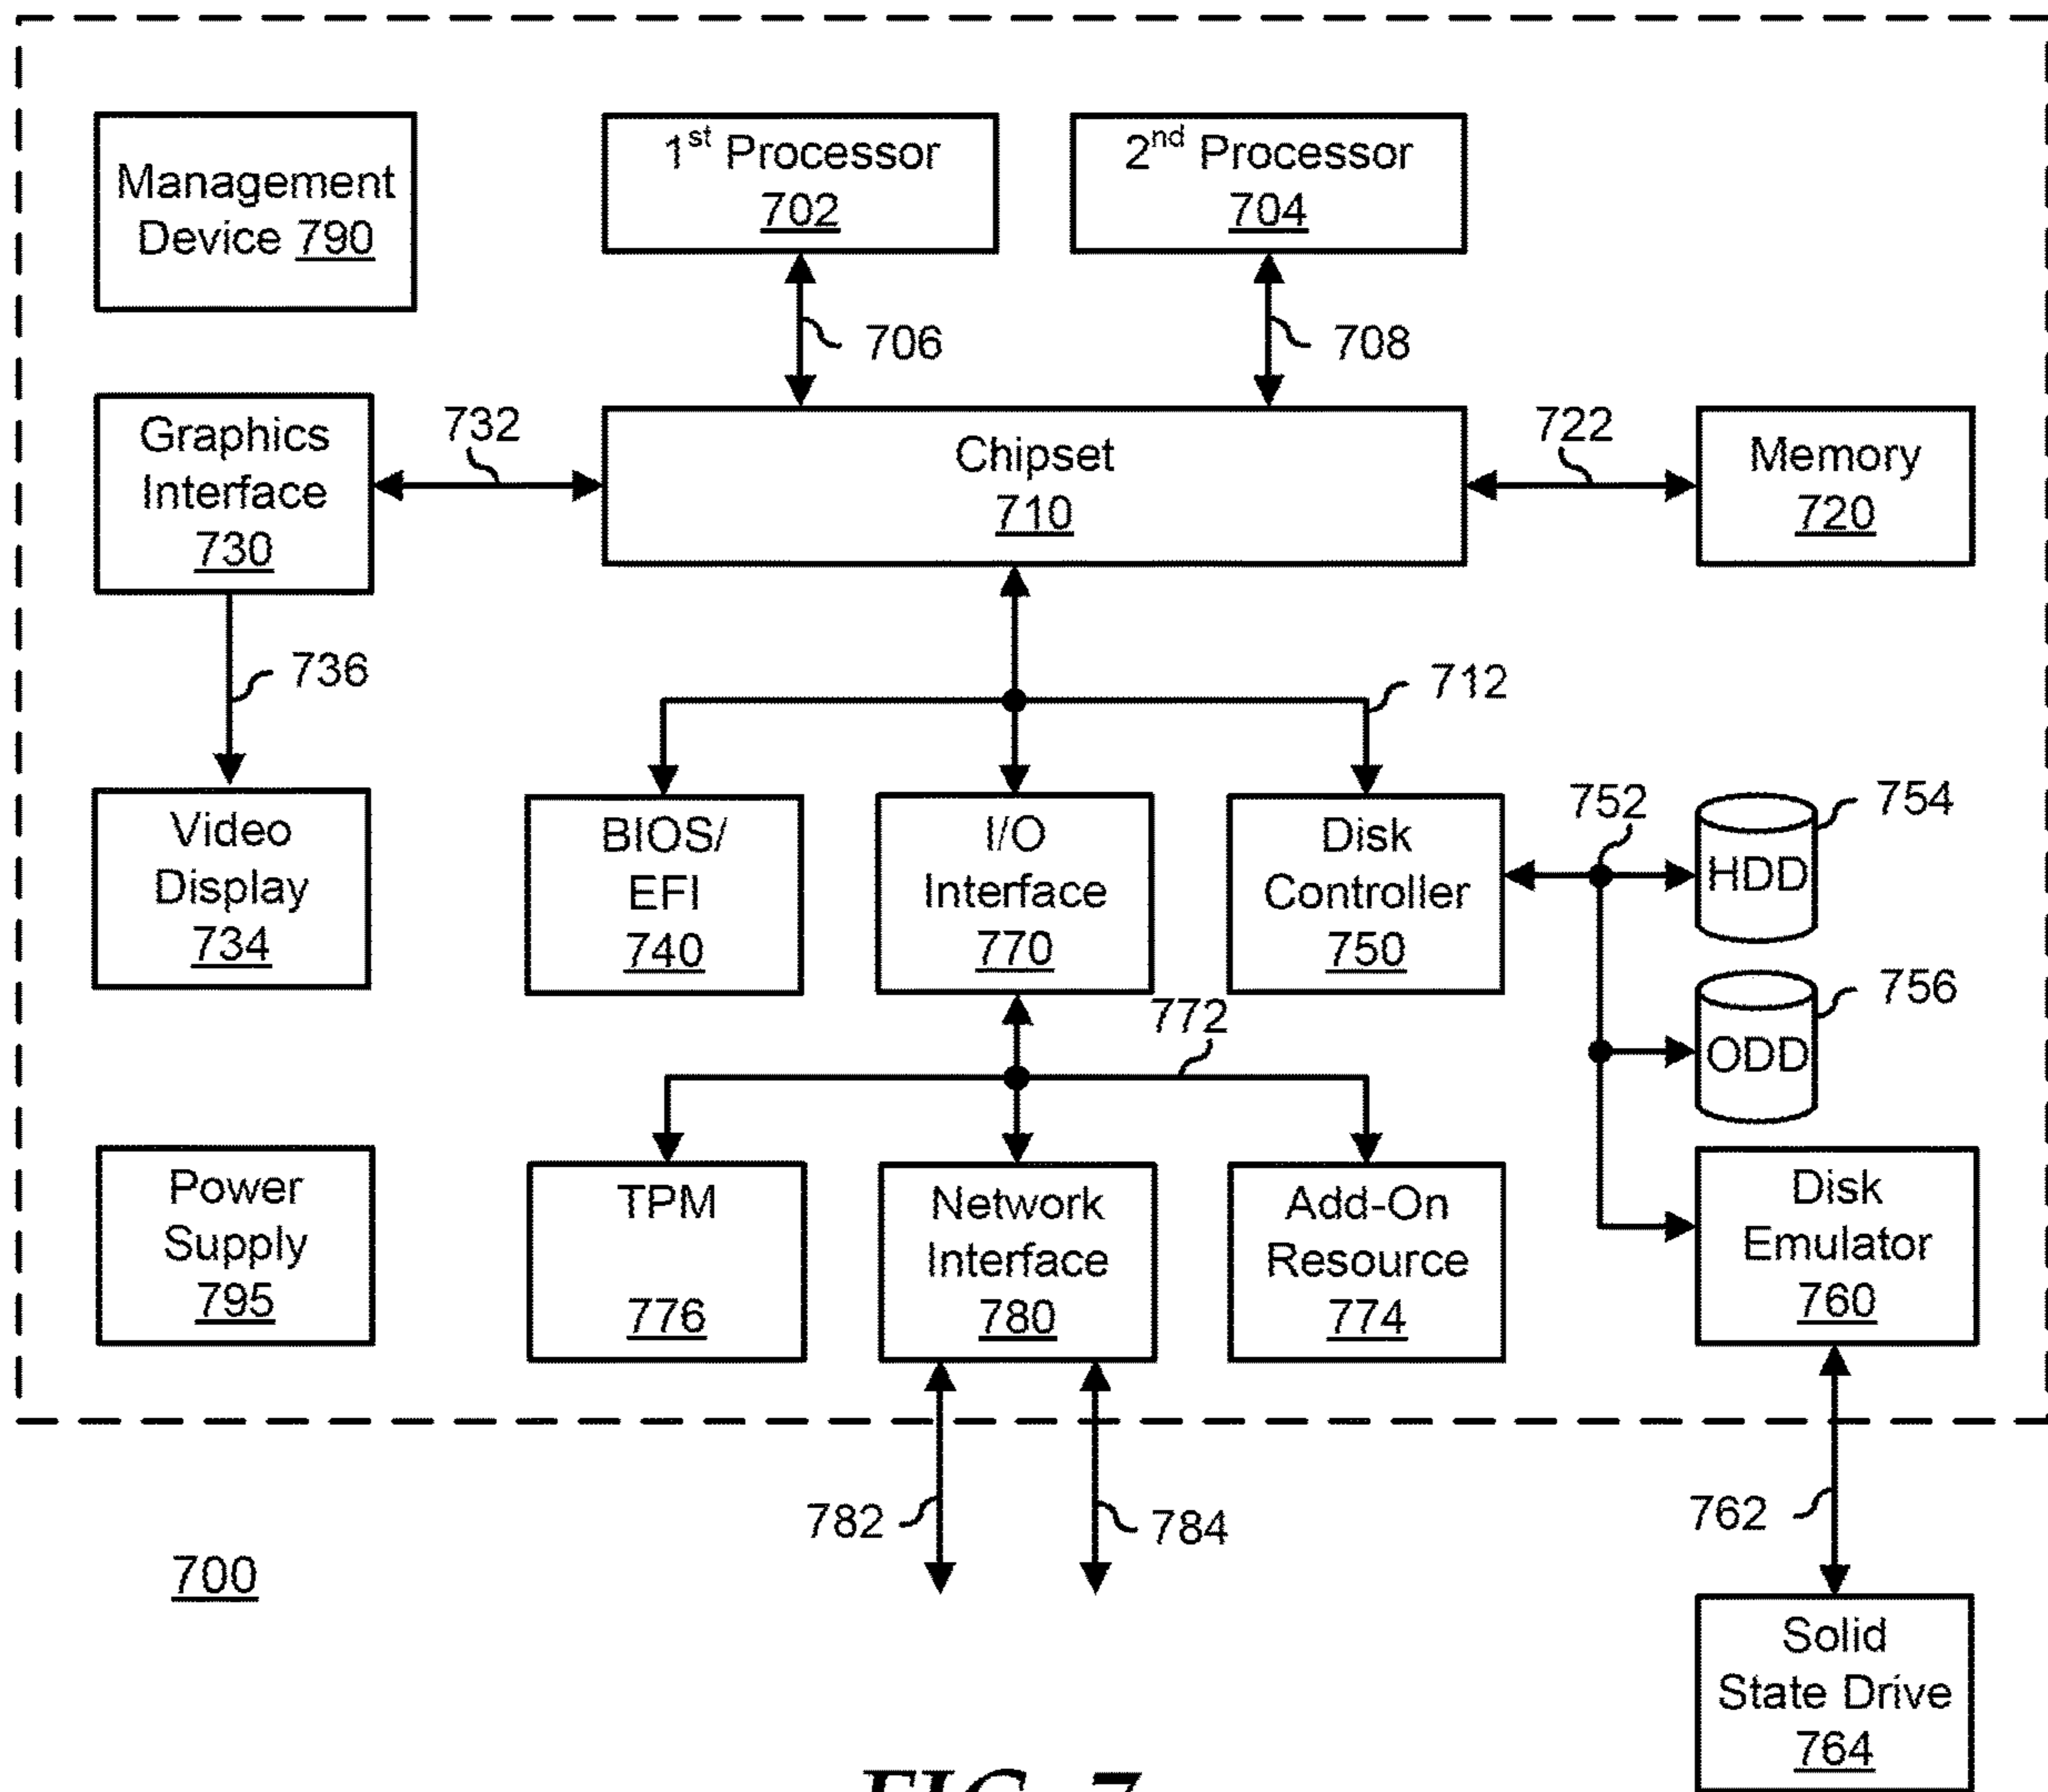 Management
Device 790
1st Processor
702
2nd Processor
704
706
708
Graphics
Interface
730
732
Chipset
710
722
Memory
720
736
712
Video
Display
734
BIOS/
EFI
740
I/O
Interface
770
Disk
Controller
750
752
HDD
754
ODD
756
772
Power
Supply
795
TPM
776
Network
Interface
780
Add-On
Resource
774
Disk
Emulator
760
782
784
762
700
Solid
State Drive
764
FIG. 7